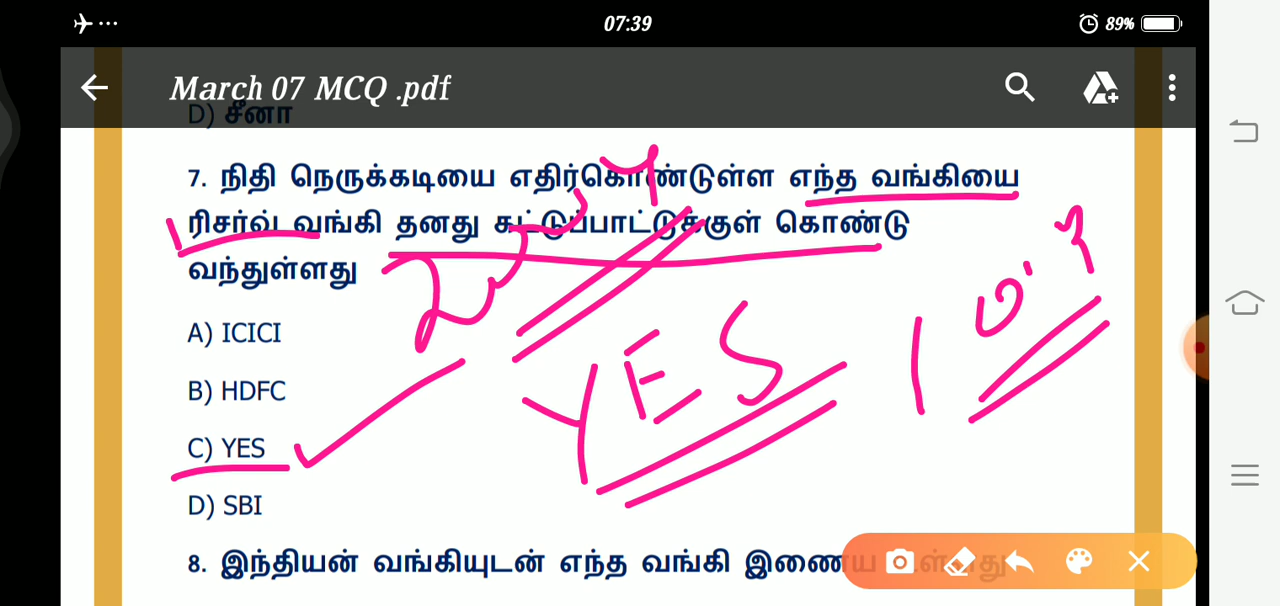 07:39
89%
March 07 MCQ .pdf
D) சீனா
7. நிதி நெருக்கடியை எதிர்கொண்டுள்ள எந்த வங்கியை
ரிசர்வ் வங்கி தனது கட்டுப்பாட்டுக்குள் கொண்டு
வந்துள்ளது
A) ICICI
B) HDFC
C) YES
D) SBI
YES
8. இந்தியன் வங்கியுடன் எந்த வங்கி